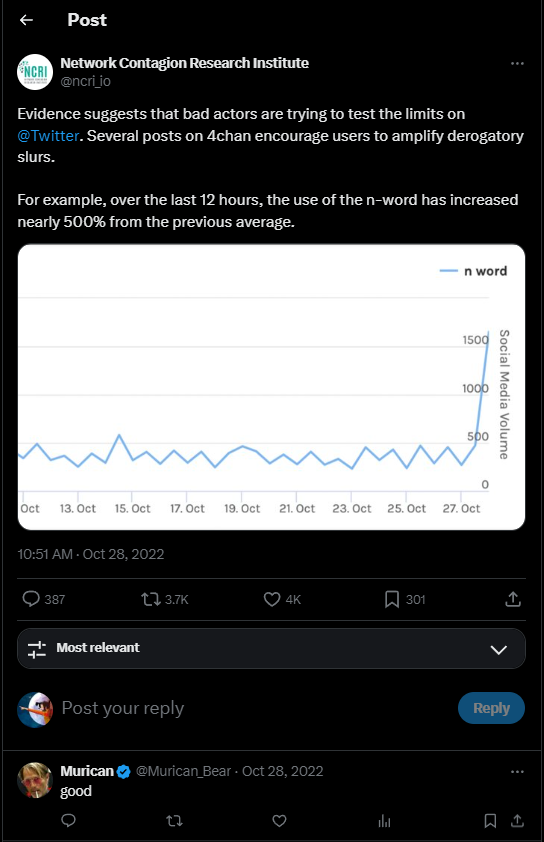 Post
NCRI
Network Contagion Research Institute
@ncri_io
Evidence suggests that bad actors are trying to test the limits on
@Twitter. Several posts on 4chan encourage users to amplify derogatory
slurs.
For example, over the last 12 hours, the use of the n-word has increased
nearly 500% from the previous average.
n word
1500
1000
500
0
Social Media Volume
Oct
13. Oct
15. Oct
17. Oct
19. Oct
21. Oct
23. Oct
25. Oct
27. Oct
10:51 AM · Oct 28, 2022
387
3.7K
4K
301
Most relevant
Post your reply
Reply
Murican @Murican_Bear · Oct 28, 2022
good